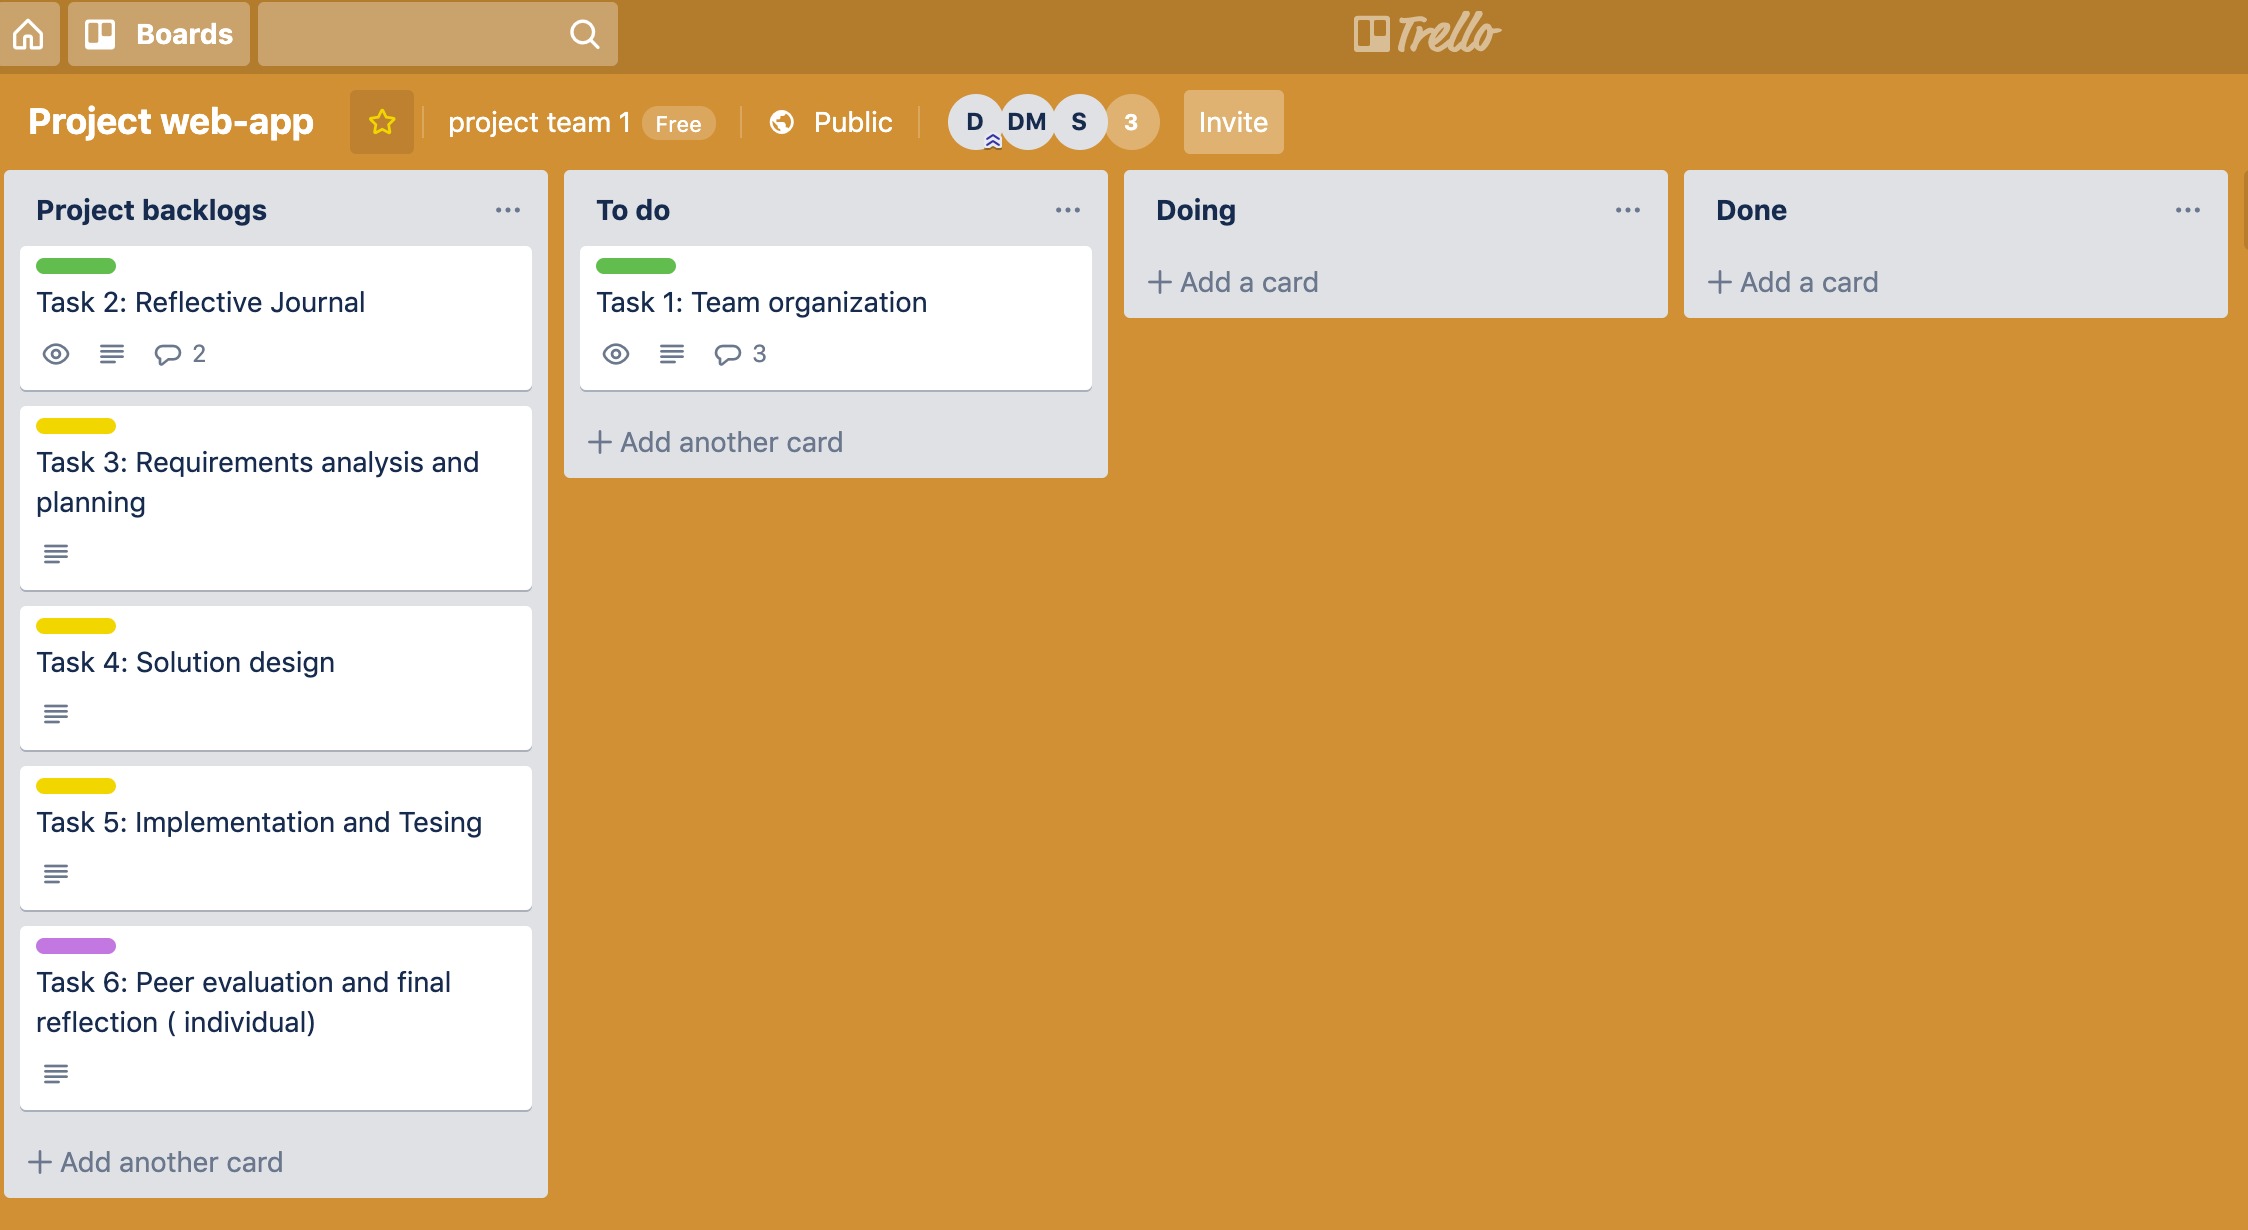 Boards
Trello
Project web-app
project team 1 Free
Public
D DM S 3
Invite
Project backlogs
Task 2: Reflective Journal
2
Task 3: Requirements analysis and
planning
Task 4: Solution design
Task 5: Implementation and Tesing
Task 6: Peer evaluation and final
reflection ( individual)
+ Add another card
To do
Task 1: Team organization
3
+ Add another card
Doing
+ Add a card
Done
+ Add a card